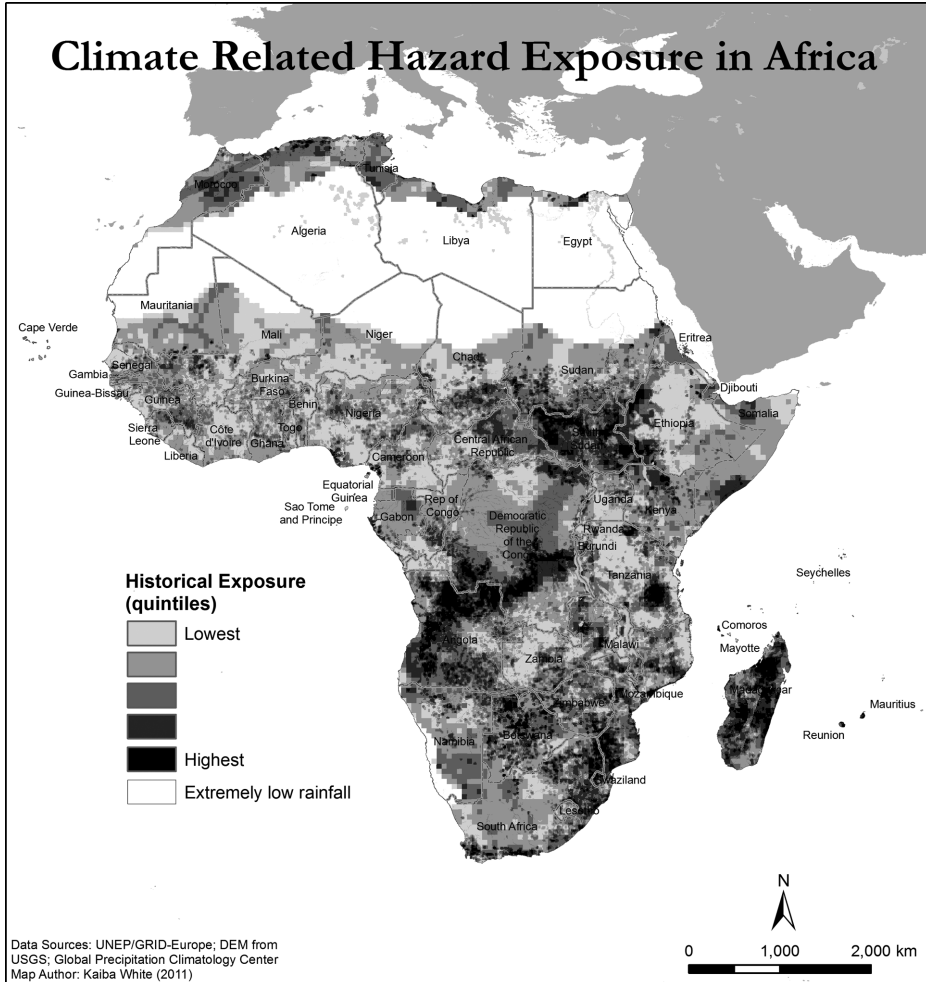 Climate Related Hazard Exposure in Africa
Tunisia
Morocco
Algeria
Libya
Egypt
Mauritania
Cape Verde
Mali
Niger
Eritrea
Chad
Senegal
Sudan
Gambia
Burkina
Faso
Djibouti
Guinea-Bissau
Guinea
Benin
Nigeria
Somalia
Ethiopia
Sierra
Leone
Côte
d'Ivoire
Togo
Ghana
Central African
Republic
South
Sudan
Liberia
Cameroon
Equatorial
Guinea
Rep of
Congo
Uganda
Kenya
Sao Tome
and Principe
Gabon
Democratic
Republic
of the
Congo
Rwanda
Burundi
Tanzania
Seychelles
Historical Exposure
(quintiles)
Lowest
Highest
Extremely low rainfall
Comoros
Angola
Malawi
Mayotte
Zambia
Madagascar
Mozambique
Zimbabwe
Mauritius
Namibia
Botswana
Reunion
Swaziland
Lesotho
South Africa
N
Data Sources: UNEP/GRID-Europe; DEM from
USGS; Global Precipitation Climatology Center
Map Author: Kaiba White (2011)
0 1,000 2,000 km